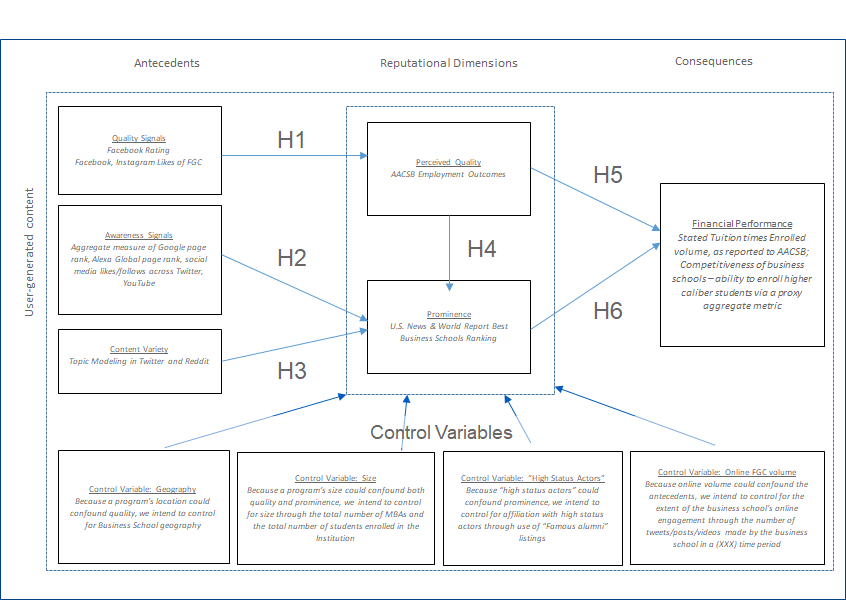 Antecedents
Reputational Dimensions
Consequences
User-generated content
Quality Signals
Facebook Rating
Facebook, Instagram Likes of FGC
H1
Perceived Quality
AACSB Employment Outcomes
H5
Awareness Signals
Aggregate measure of Google page
rank, Alexa Global page rank, social
media likes/follows across Twitter,
YouTube
H2
H4
Financial Performance
Stated Tuition times Enrolled
volume, as reported to AACSB;
Competitiveness of business
schools—ability to enroll higher
caliber students via a proxy
aggregate metric
Prominence
U.S. News & World Report Best
Business Schools Ranking
H6
Content Variety
Topic Modeling in Twitter and Reddit
H3
Control Variables
Control Variable: Geography
Because a program's location could
confound quality, we intend to control
for Business School geography
Control Variable: Size
Because a program's size could confound both
quality and prominence, we intend to control
for size through the total number of MBAs and
the total number of students enrolled in the
Institution
Control Variable: "High Status Actors"
Because "high status actors" could
confound prominence, we intend to
control for affiliation with high status
actors through use of "Famous alumni"
listings
Control Variable: Online FGC volume
Because online volume could confound the
antecedents, we intend to control for the
extent of the business school's online
engagement through the number of
tweets/posts/videos made by the business
school in a (XXX) time period